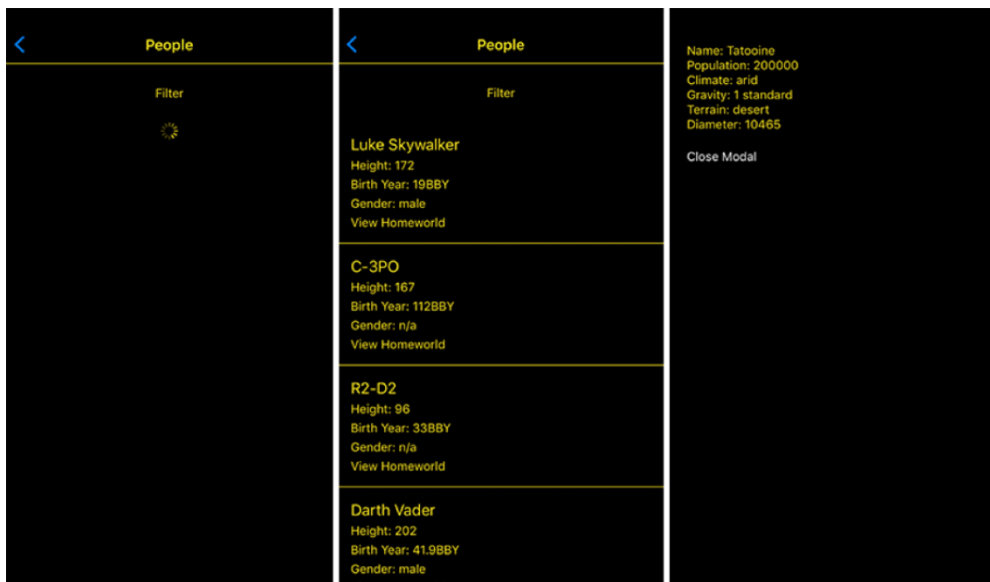 People
Filter
People
Filter
Luke Skywalker
Height: 172
Birth Year: 19BBY
Gender: male
View Homeworld
C-3PO
Height: 167
Birth Year: 112BBY
Gender: n/a
View Homeworld
R2-D2
Height: 96
Birth Year: 33BBY
Gender: n/a
View Homeworld
Darth Vader
Height: 202
Birth Year: 41.9BBY
Gender: male
Name: Tatooine
Population: 200000
Climate: arid
Gravity: 1 standard
Terrain: desert
Diameter: 10465
Close Modal